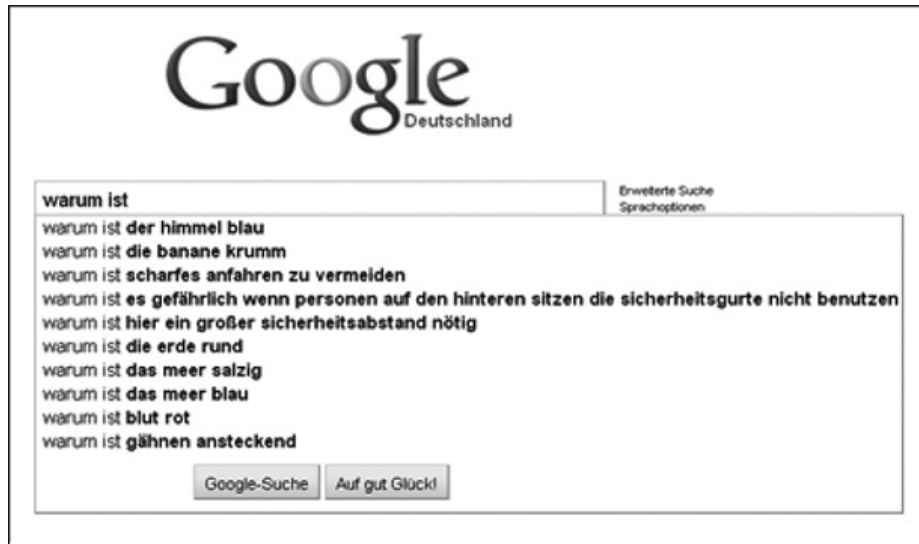 Google
Deutschland
warum ist
Erweiterte Suche
Sprachoptionen
warum ist der himmel blau
warum ist die banane krumm
warum ist scharfes anfahren zu vermeiden
warum ist es gefährlich wenn personen auf den hinteren sitzen die sicherheitsgurte nicht benutzen
warum ist hier ein großer sicherheitsabstand nötig
warum ist die erde rund
warum ist das meer salzig
warum ist das meer blau
warum ist blut rot
warum ist gähnen ansteckend
Google-Suche Auf gut Glück!